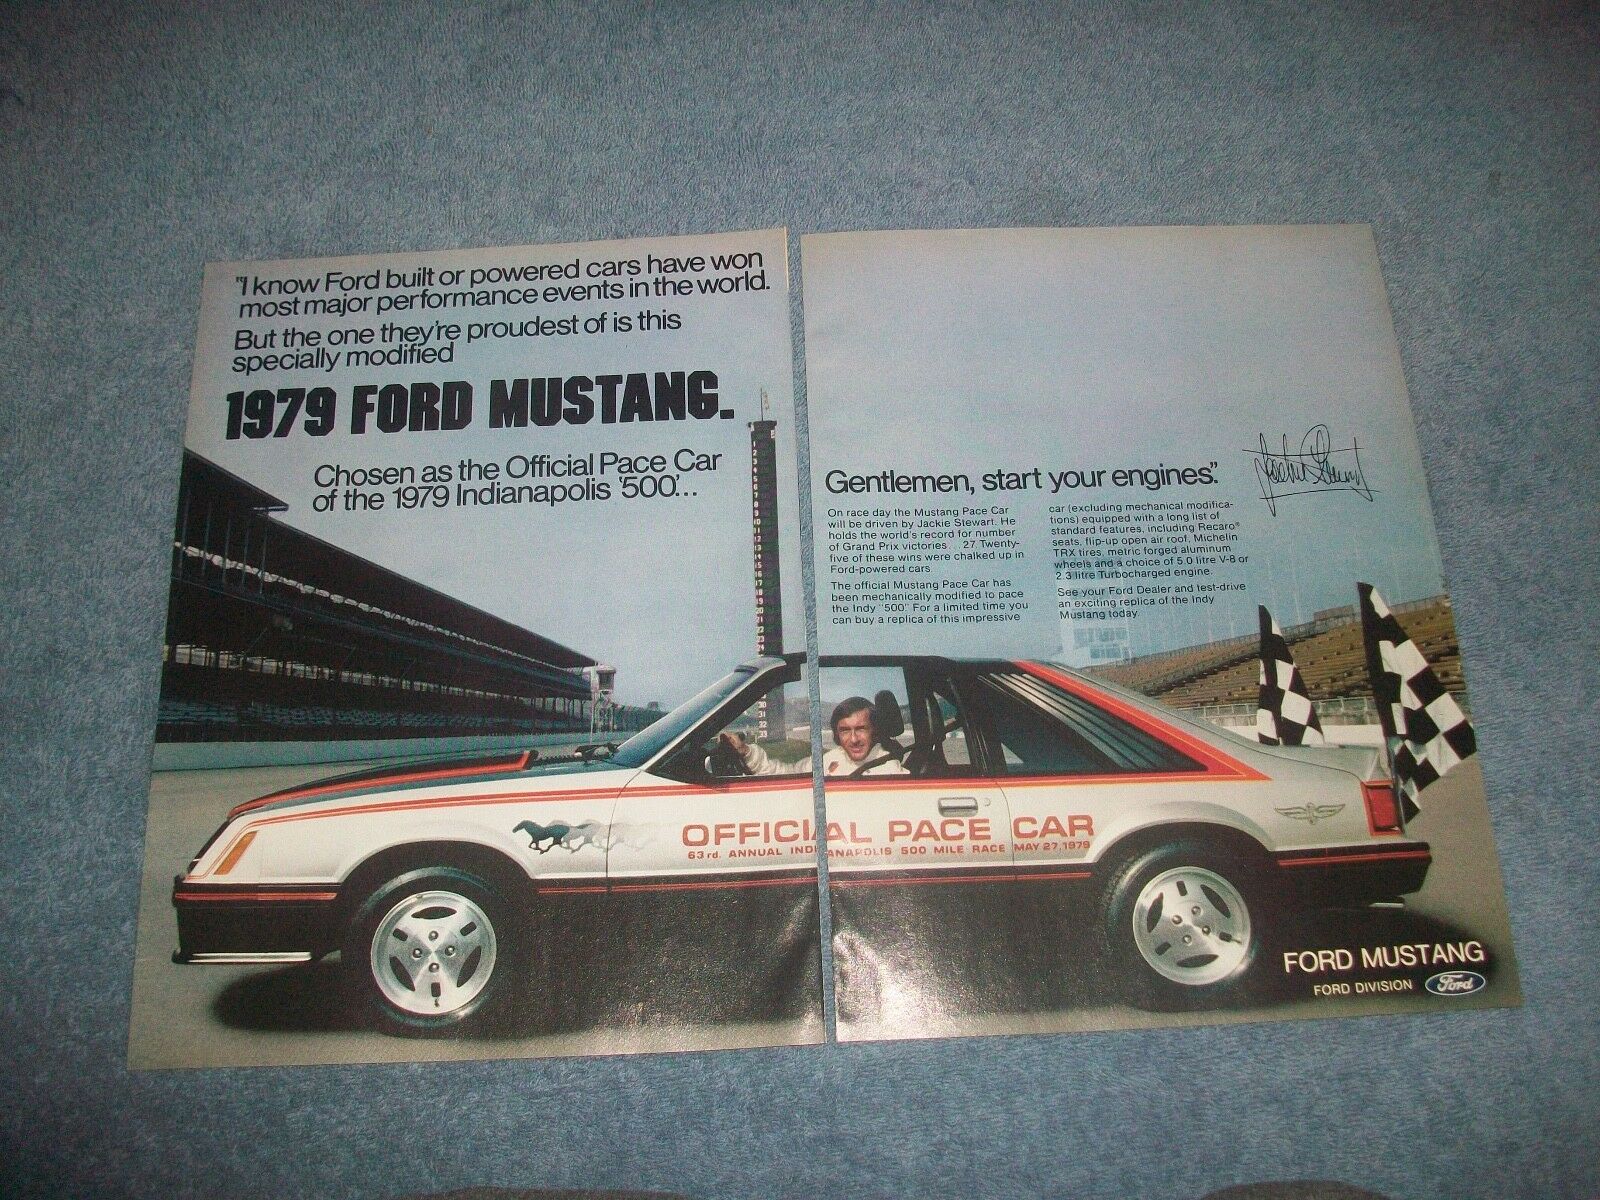 "I know Ford built or powered cars have won
most major performance events in the world.
But the one they're proudest of is this
specially modified
1979 FORD MUSTANG.
Chosen as the Official Pace Car
of the 1979 Indianapolis '500'...
Gentlemen, start your engines."
Jackie Stewart
On race day the Mustang Pace Car
will be driven by Jackie Stewart. He
holds the world's record for number
of Grand Prix victories...27. Twenty-
five of these wins were chalked up in
Ford-powered cars.
The official Mustang Pace Car has
been mechanically modified to pace
the Indy "500." For a limited time you
can buy a replica of this impressive
car (excluding mechanical modifica-
tions) equipped with a long list of
standard features, including Recaro®
seats, flip-up open air roof, Michelin
TRX tires, metric forged aluminum
wheels and a choice of 5.0 litre V-8 or
2.3 litre Turbocharged engine.
See your Ford Dealer and test-drive
an exciting replica of the Indy
Mustang today.
OFFICIAL PACE CAR
63rd. ANNUAL INDIANAPOLIS 500 MILE RACE MAY 27, 1979
FORD MUSTANG
FORD DIVISION Ford